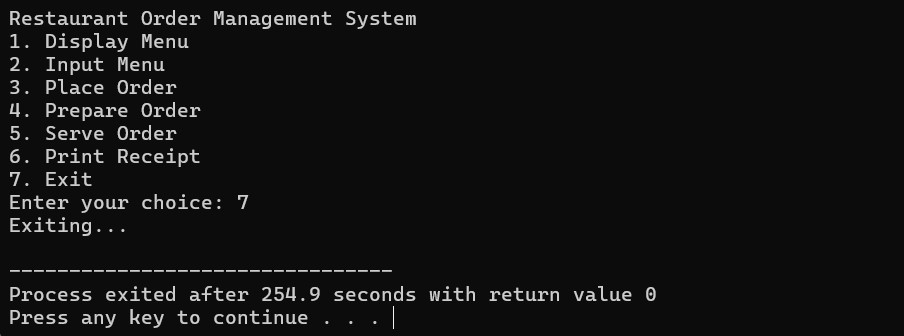 Restaurant Order Management System
1. Display Menu
2. Input Menu
3. Place Order
4. Prepare Order
5. Serve Order
6. Print Receipt
7. Exit
Enter your choice: 7
Exiting...
--------------------------------
Process exited after 254.9 seconds with return value 0
Press any key to continue . . .